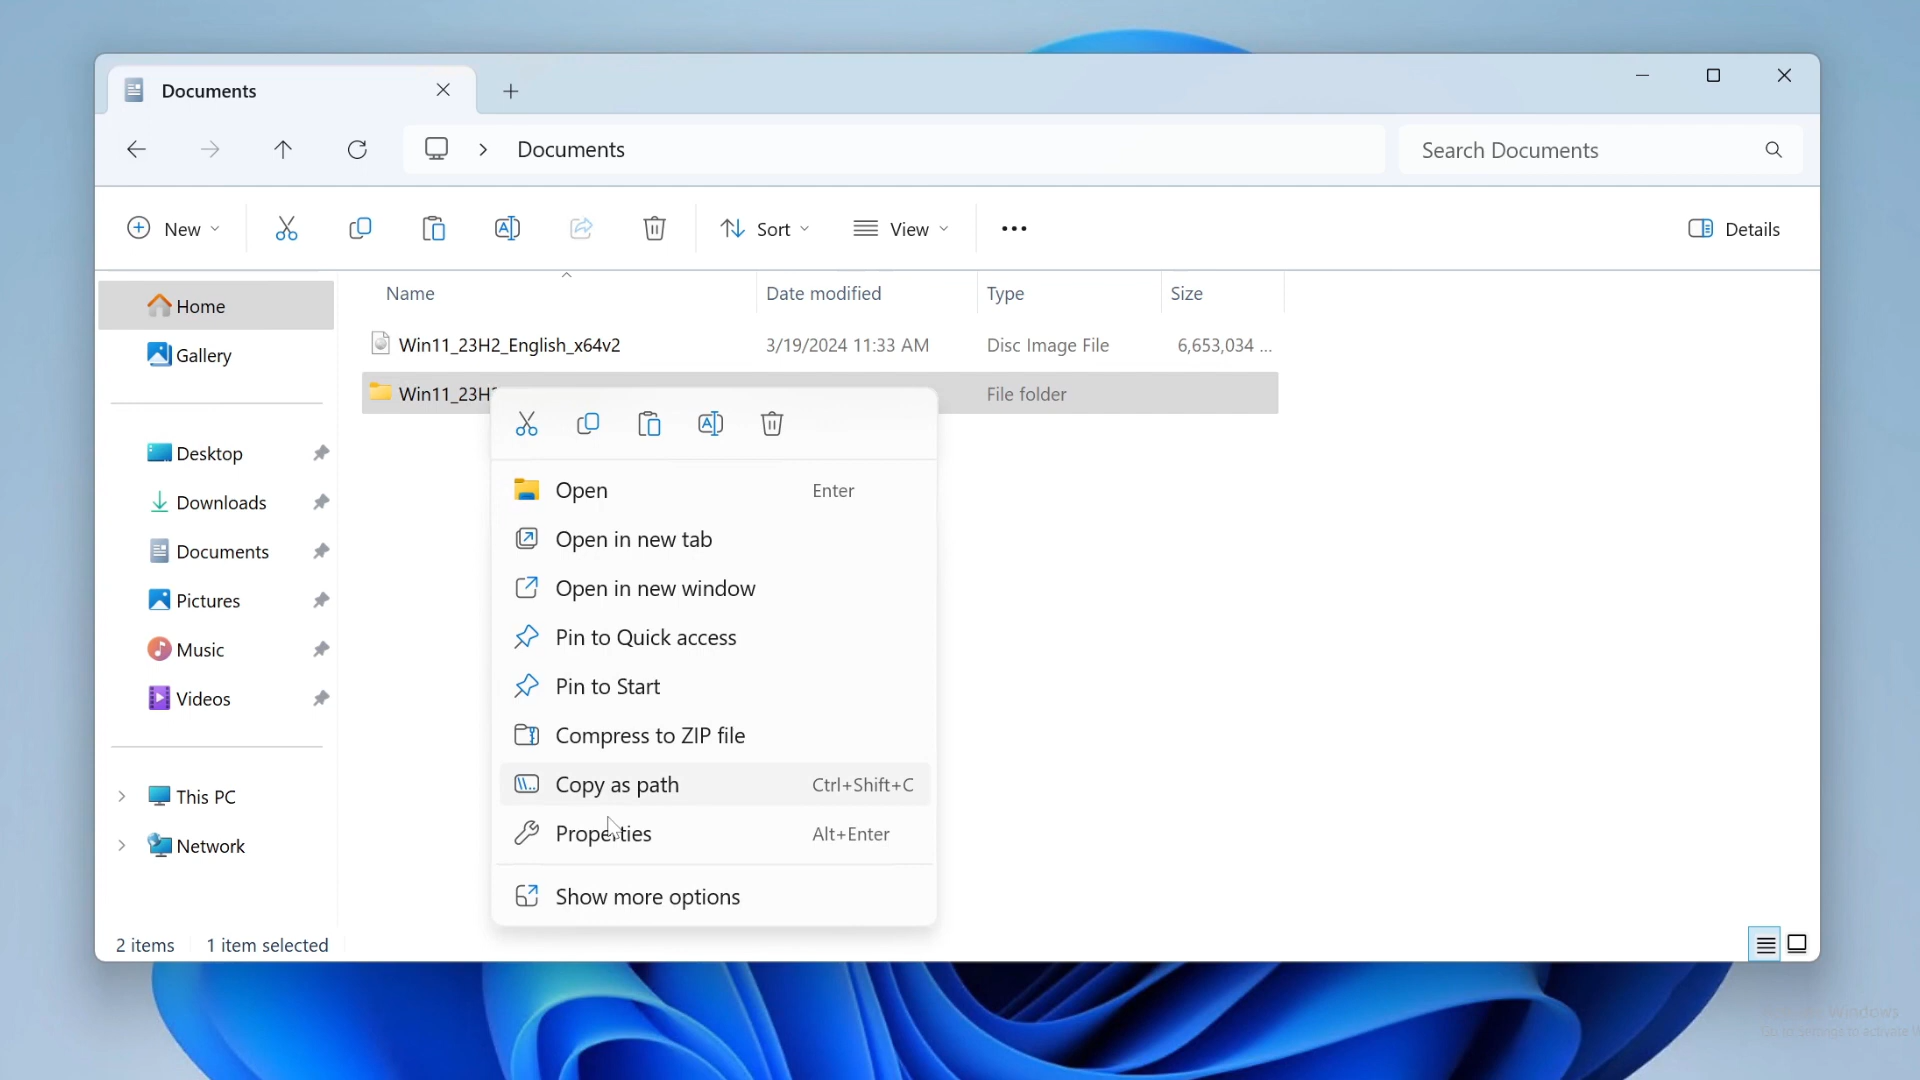 Documents
Documents
Search Documents
New
Sort
View
Details
Name
Date modified
Type
Size
Home
Gallery
Win11_23H2_English_x64v2
3/19/2024 11:33 AM
Disc Image File
6,653,034 ...
Win11_23H
File folder
Desktop
Downloads
Documents
Pictures
Music
Videos
This PC
Network
Open
Enter
Open in new tab
Open in new window
Pin to Quick access
Pin to Start
Compress to ZIP file
Copy as path
Ctrl+Shift+C
Properties
Alt+Enter
Show more options
2 items
1 item selected
Windows